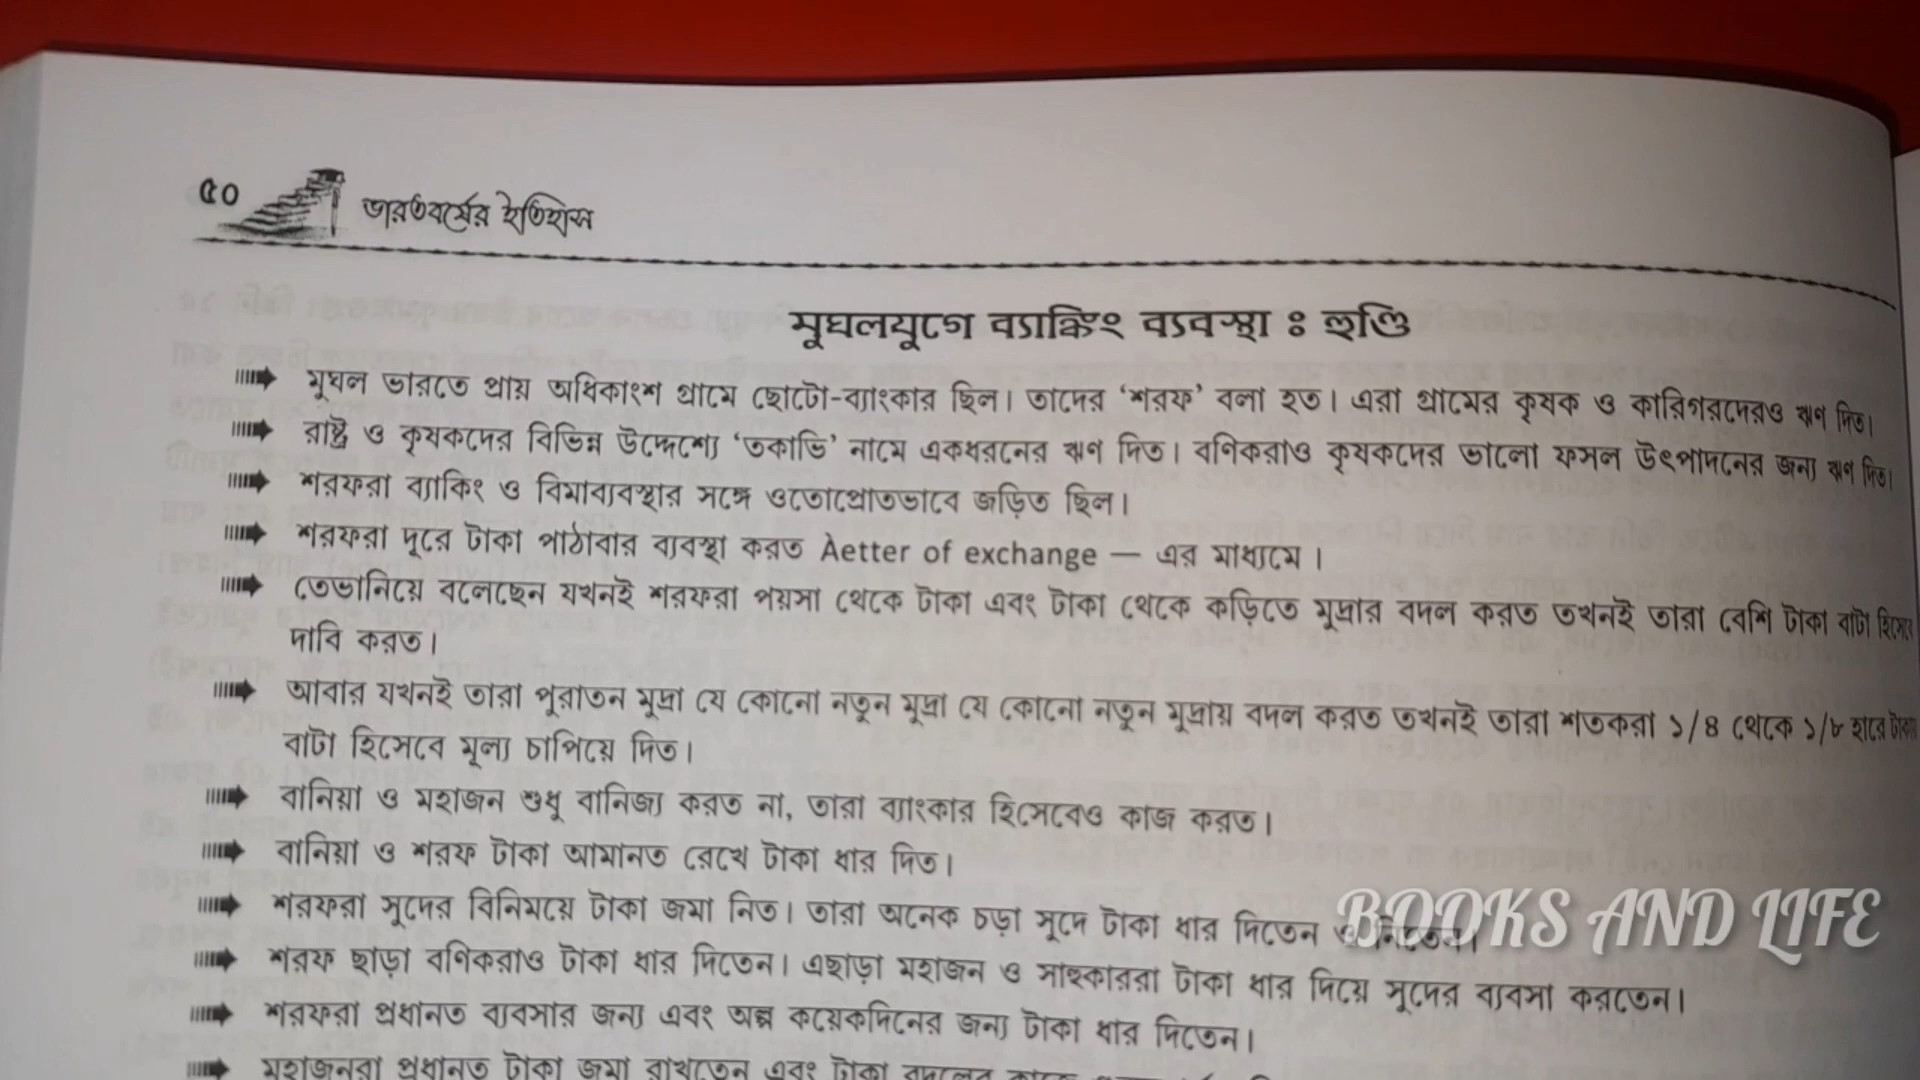 ৫০
ভারতবর্ষের ইতিহাস
মুঘলযুগে ব্যাঙ্কিং ব্যবস্থা ঃ হুণ্ডি
মুঘল ভারতে প্রায় অধিকাংশ গ্রামে ছোটো-ব্যাংকার ছিল। তাদের ‘শরফ’ বলা হত। এরা গ্রামের কৃষক ও কারিগরদেরও ঋণ দিত।
রাষ্ট্র ও কৃষকদের বিভিন্ন উদ্দেশ্যে ‘তকাভি’ নামে একধরনের ঋণ দিত। বণিকরাও কৃষকদের ভালো ফসল উৎপাদনের জন্য ঋণ দিত।
শরফরা ব্যাকিং ও বিমাব্যবস্থার সঙ্গে ওতোপ্রোতভাবে জড়িত ছিল।
শরফরা দূরে টাকা পাঠাবার ব্যবস্থা করত Àetter of exchange — এর মাধ্যমে।
তেভানিয়ে বলেছেন যখনই শরফরা পয়সা থেকে টাকা এবং টাকা থেকে কড়িতে মুদ্রার বদল করত তখনই তারা বেশি টাকা বাটা হিসেবে
দাবি করত।
আবার যখনই তারা পুরাতন মুদ্রা যে কোনো নতুন মুদ্রা যে কোনো নতুন মুদ্রায় বদল করত তখনই তারা শতকরা ১/৪ থেকে ১/৮ হারে
বাটা হিসেবে মূল্য চাপিয়ে দিত।
বানিয়া ও মহাজন শুধু বানিজ্য করত না, তারা ব্যাংকার হিসেবেও কাজ করত।
বানিয়া ও শরফ টাকা আমানত রেখে টাকা ধার দিত।
শরফরা সুদের বিনিময়ে টাকা জমা নিত। তারা অনেক চড়া সুদে টাকা ধার দিতেন ও নিতেন।
শরফ ছাড়া বণিকরাও টাকা ধার দিতেন। এছাড়া মহাজন ও সাহুকাররা টাকা ধার দিয়ে সুদের ব্যবসা করতেন।
শরফরা প্রধানত ব্যবসার জন্য এবং অল্প কয়েকদিনের জন্য টাকা ধার দিতেন।
মহাজনরা প্রধানত টাকা জমা রাখতেন এবং টাকা
BOOKS AND LIFE